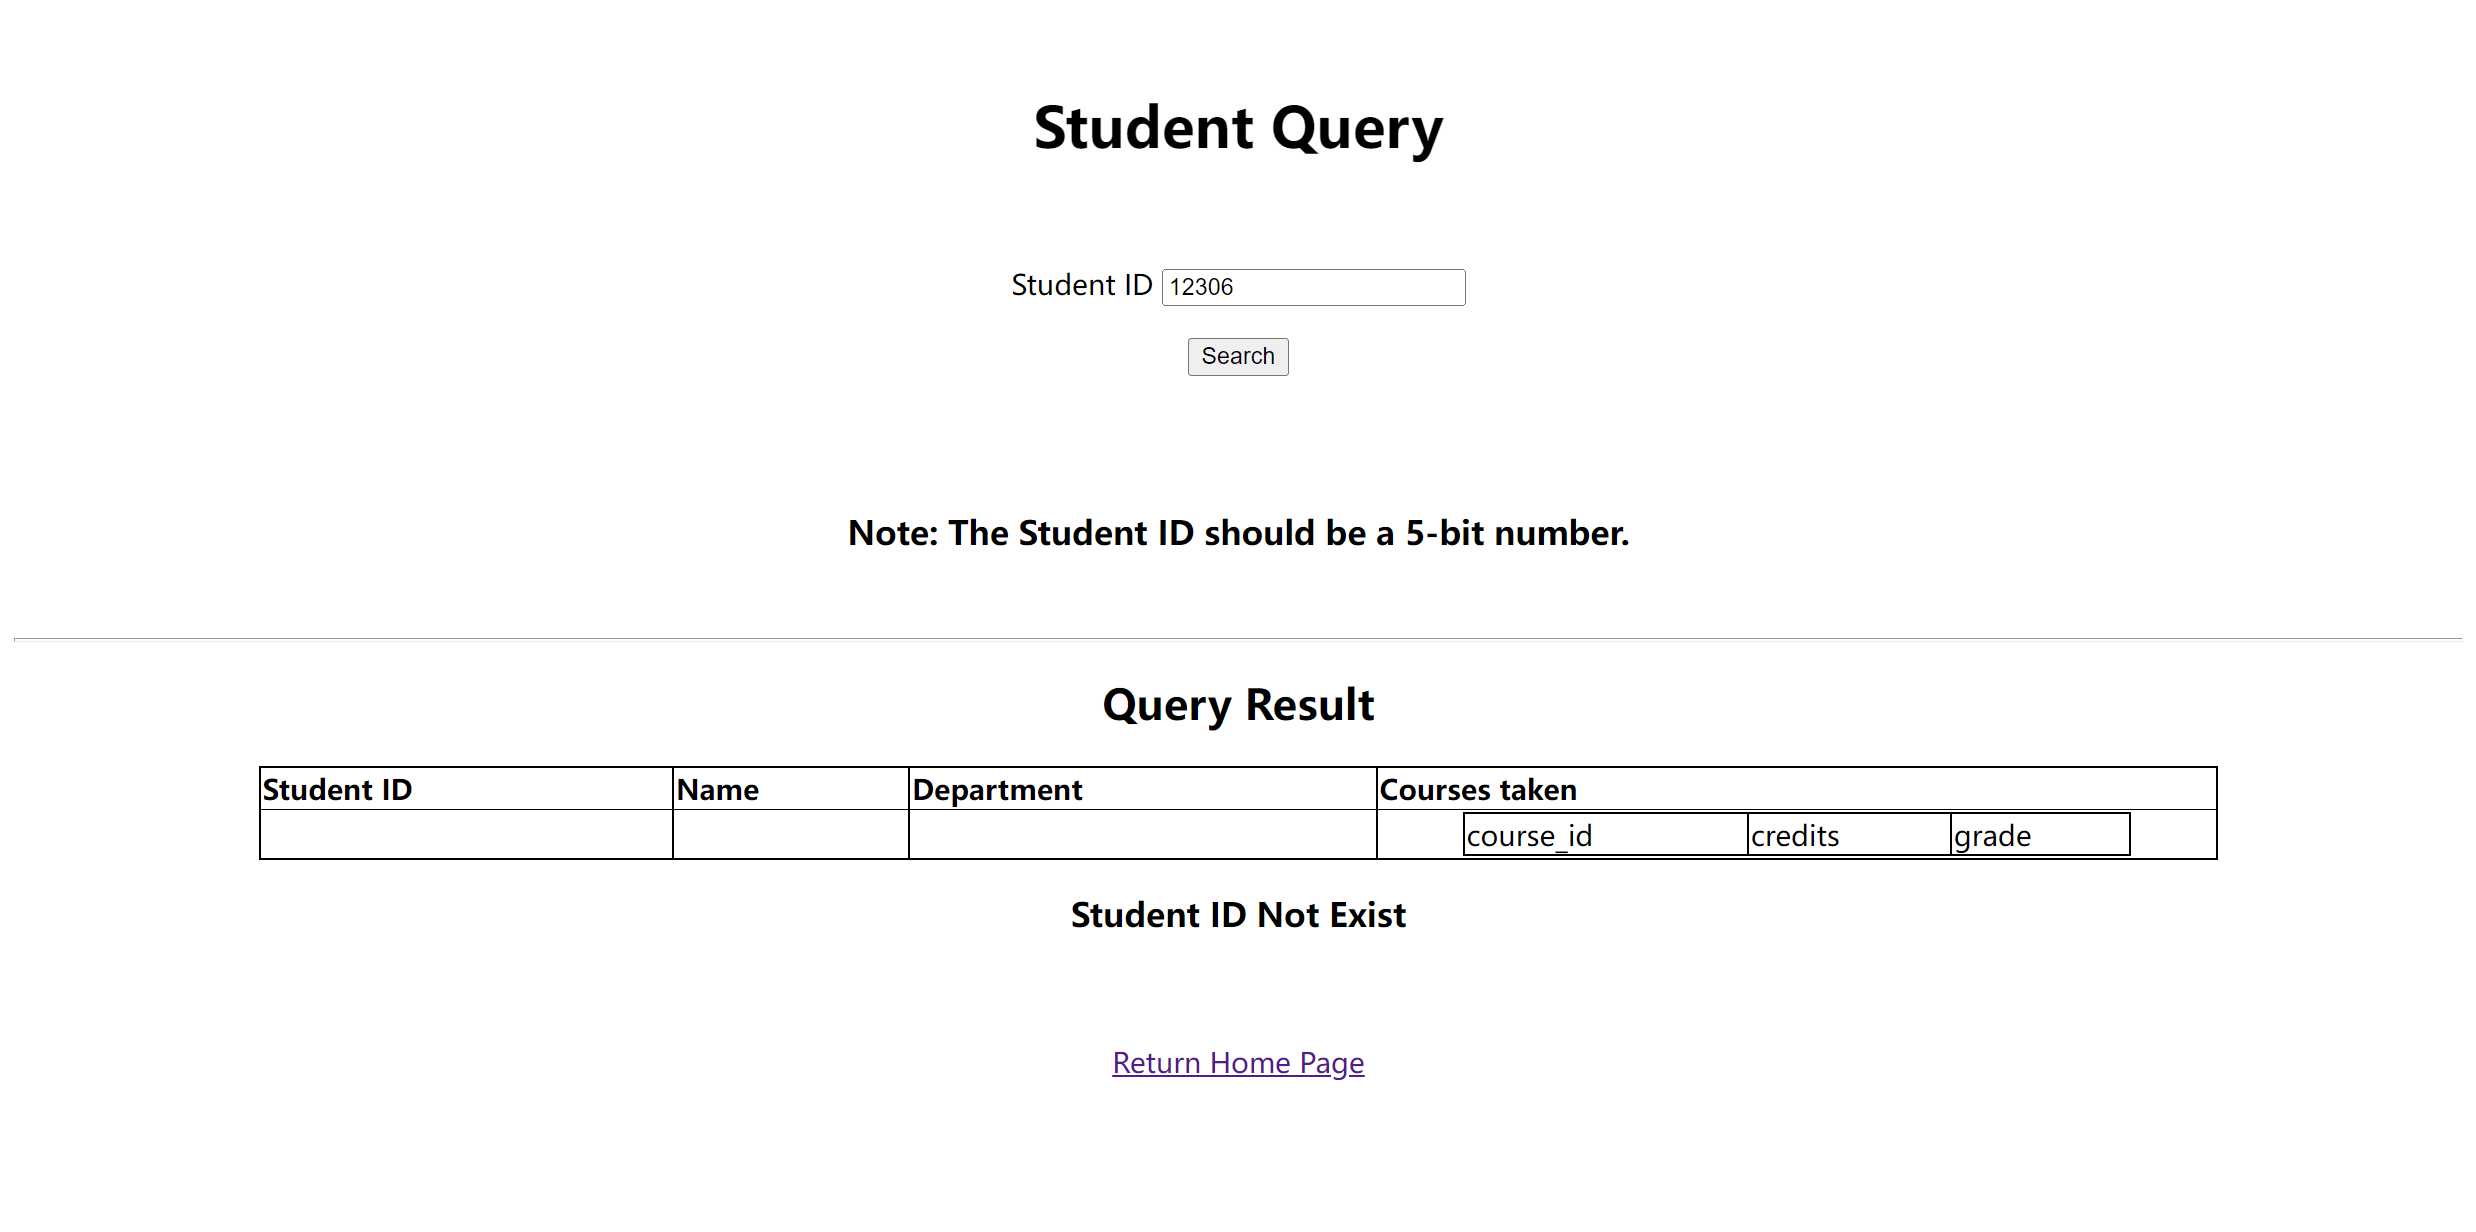 Student Query
Student ID 12306
Search
Note: The Student ID should be a 5-bit number.
Query Result
Student ID Name Department Courses taken
course_id credits grade
Student ID Not Exist
Return Home Page